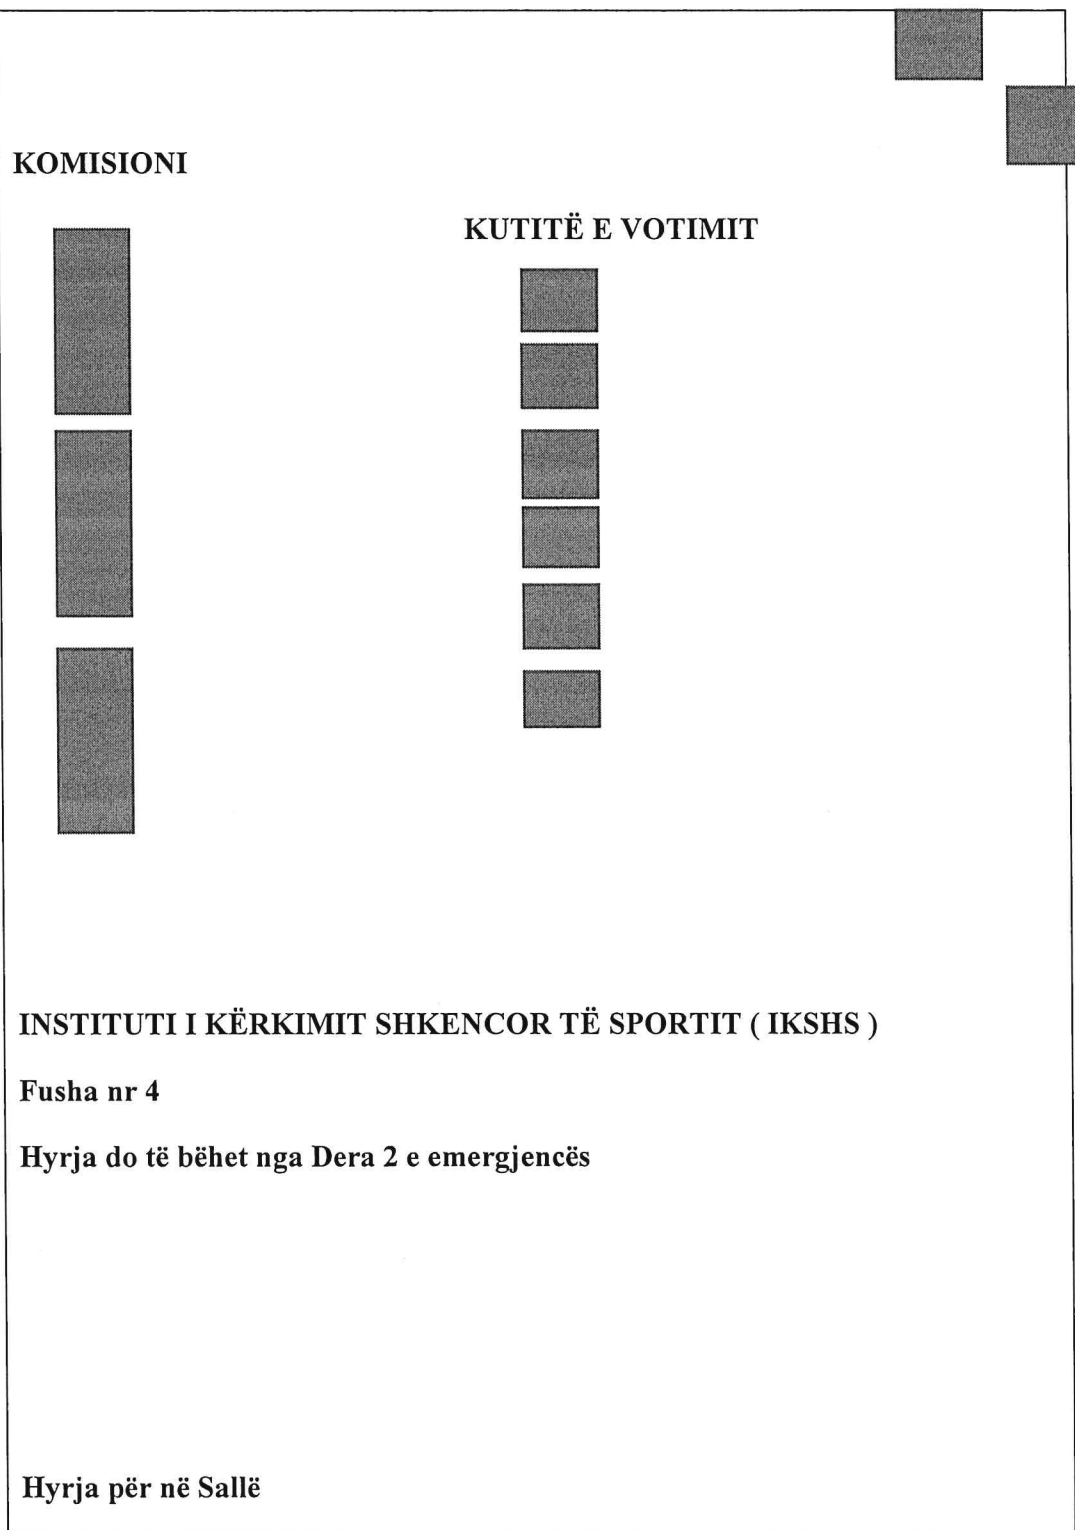 KOMISIONI
KUTITË E VOTIMIT
INSTITUTI I KËRKIMIT SHKENCOR TË SPORTIT ( IKSHS )
Fusha nr 4
Hyrja do të bëhet nga Dera 2 e emergjencës
Hyrja për në Sallë